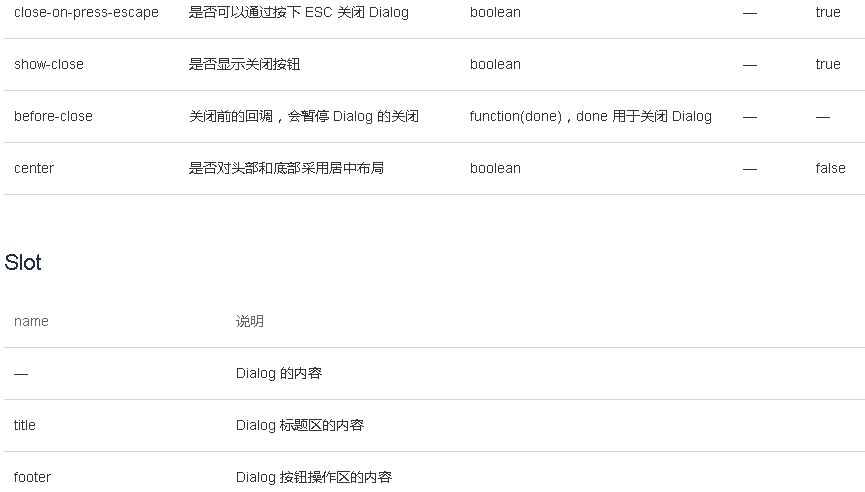 close-on-press-escape 是否可以通过按下 ESC 关闭 Dialog boolean — true
show-close 是否显示关闭按钮 boolean — true
before-close 关闭前的回调，会暂停 Dialog 的关闭 function(done)，done 用于关闭 Dialog — —
center 是否对头部和底部采用居中布局 boolean — false
Slot
name 说明
— Dialog 的内容
title Dialog 标题区的内容
footer Dialog 按钮操作区的内容